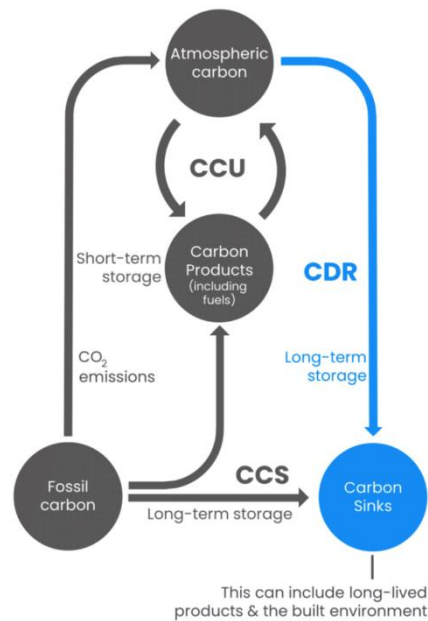 Atmospheric
carbon
CCU
Short-term
storage
Carbon
Products
(including
fuels)
CDR
CO₂
emissions
Long-term
storage
Fossil
carbon
CCS
Long-term storage
Carbon
Sinks
This can include long-lived
products & the built environment